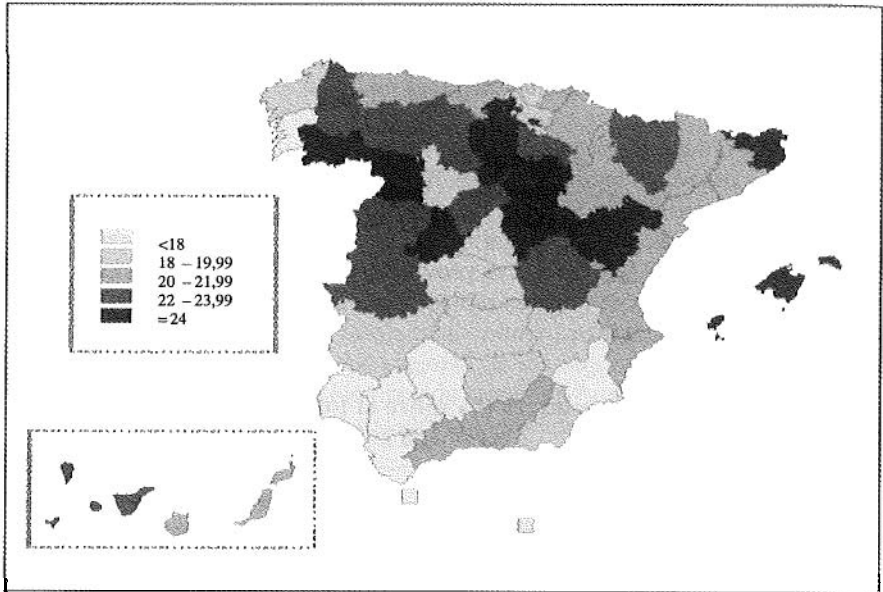 <18
18 – 19,99
20 – 21,99
22 – 23,99
=24